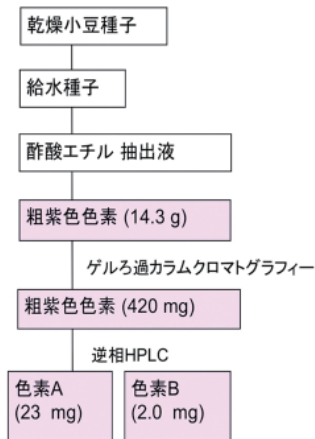 乾燥小豆種子
給水種子
酢酸エチル 抽出液
粗紫色色素 (14.3 g)
ゲルろ過カラムクロマトグラフィー
粗紫色色素 (420 mg)
逆相HPLC
色素A
(23 mg)
色素B
(2.0 mg)